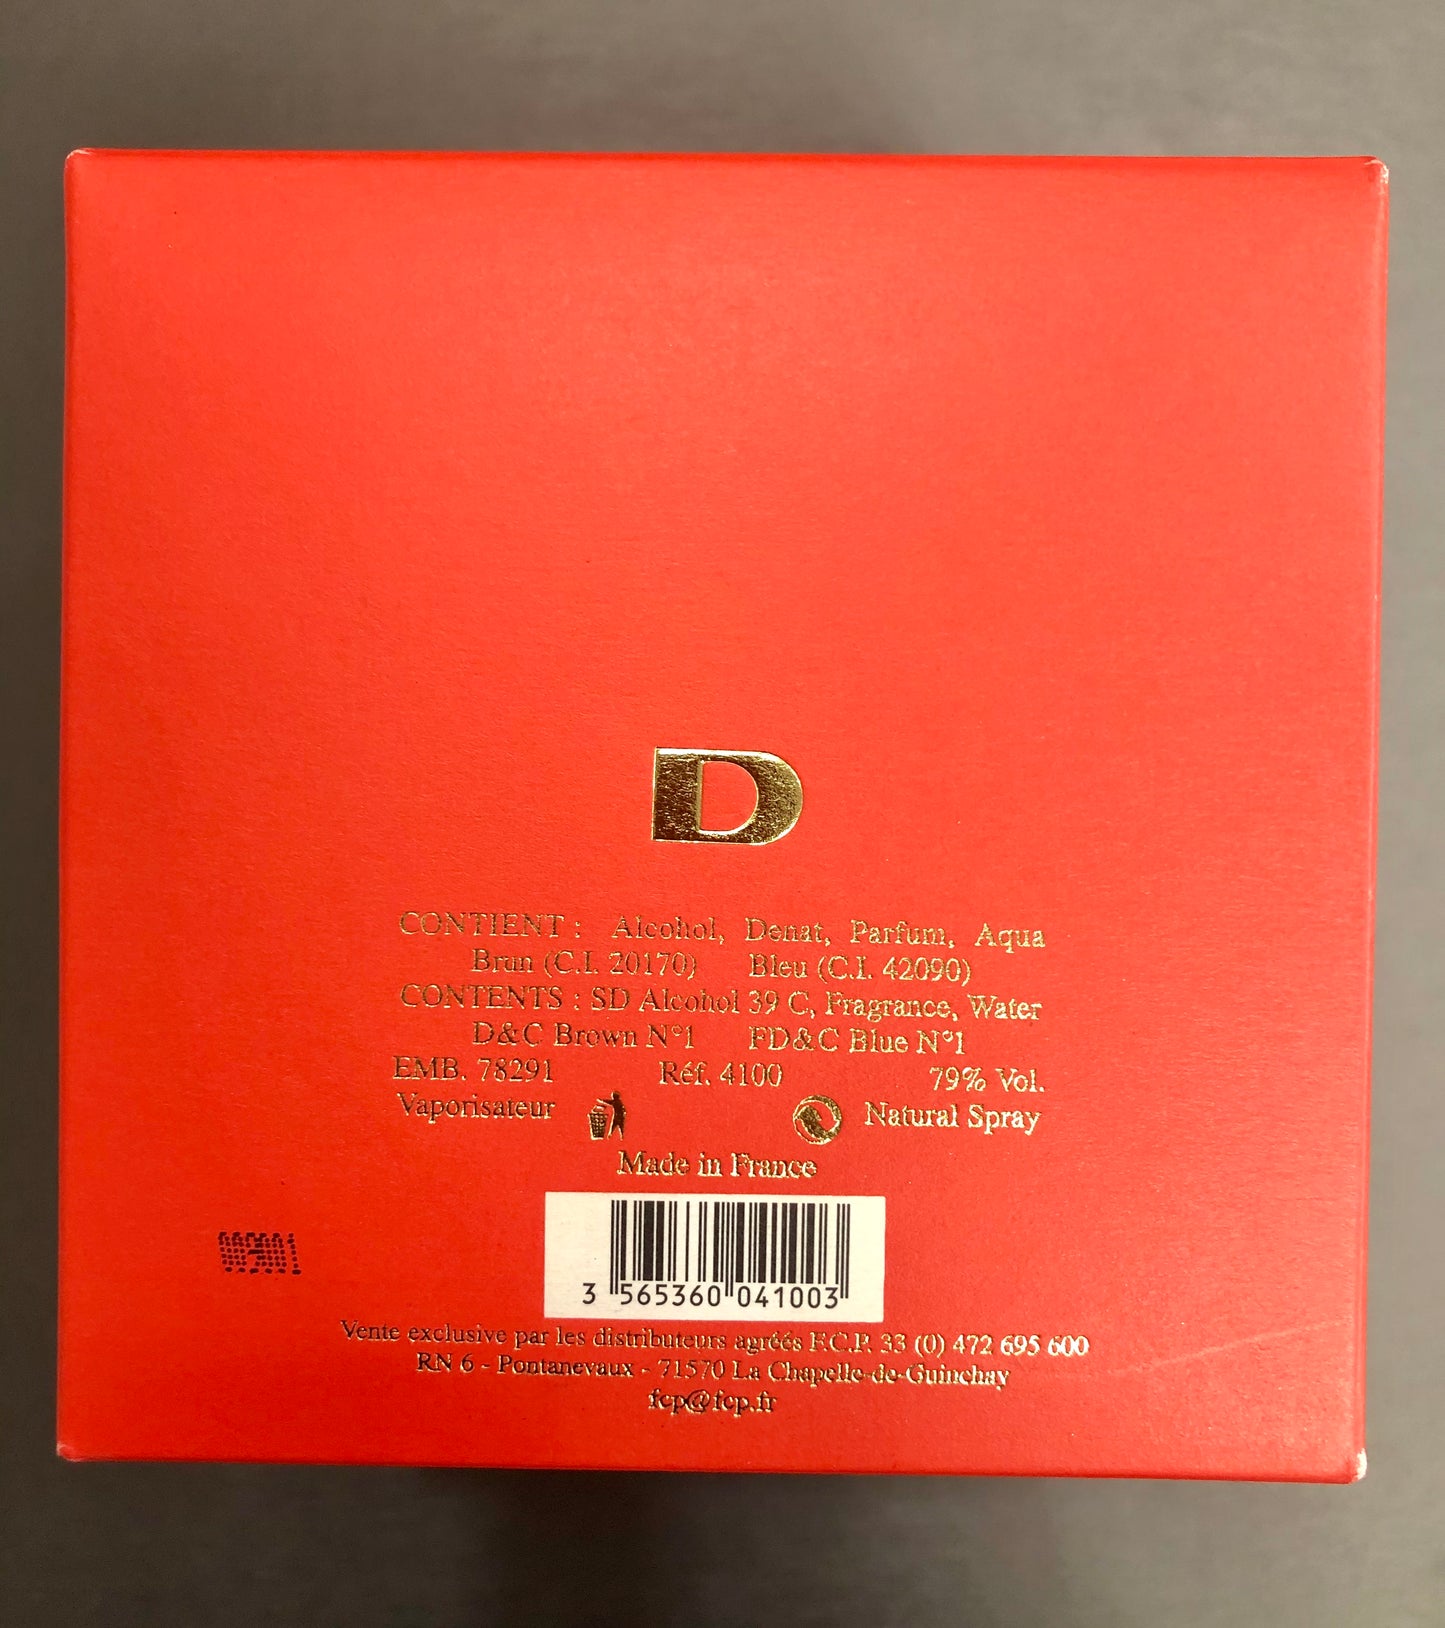 D
CONTIENT : Alcohol, Denat, Parfum, Aqua
Brun (C.I. 20170) Bleu (C.I. 42090)
CONTENTS : SD Alcohol 39 C, Fragrance, Water
D&C Brown N°1 FD&C Blue N°1
EMB. 78291 Réf. 4100 79% Vol.
Vaporisateur Natural Spray
Made in France
3 565360 041003
Vente exclusive par les distributeurs agréés F.C.P. 33 (0) 472 695 600
RN 6 - Pontanevaux - 71570 La Chapelle-de-Guinchay
fcp@fcp.fr